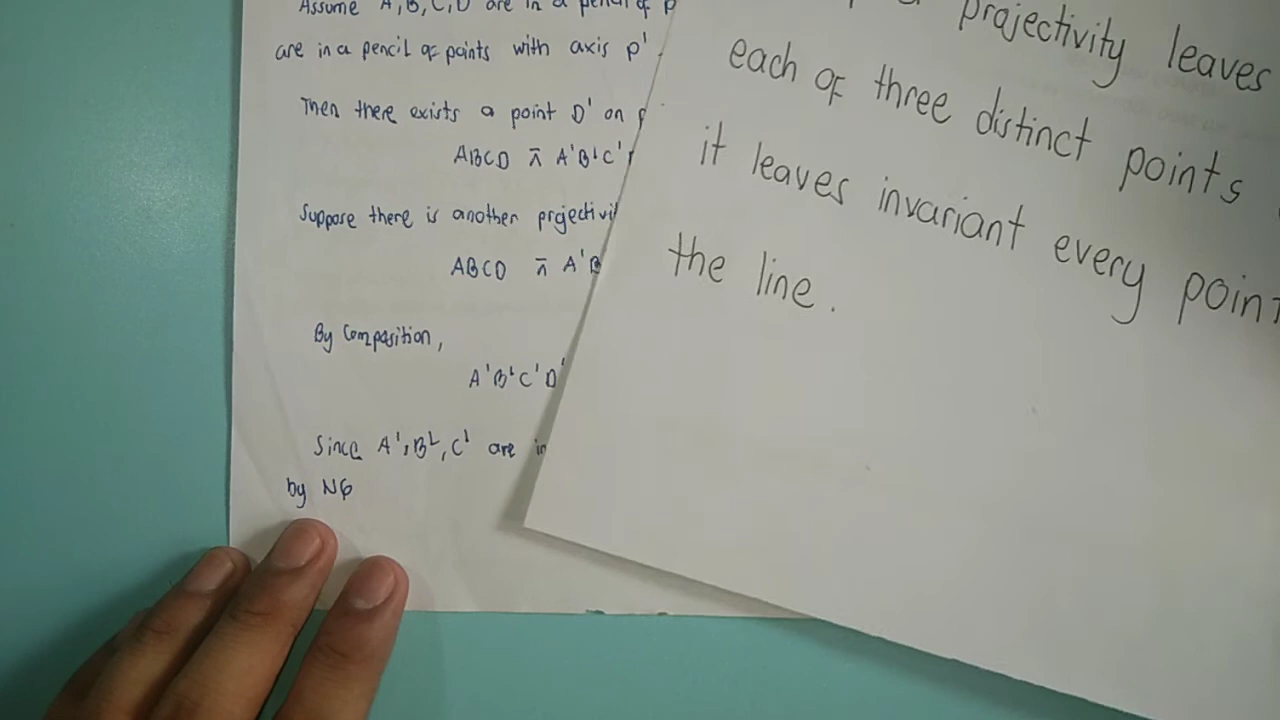 Assume A, B, C, D are in a pencil of p
are in a pencil of points with axis p'
Then there exists a point D' on
ABCD ⊼ A'B'C'
Suppose there is another prgjectivit
ABCD ⊼ A'B
By Composition,
A'B'C'D'
Since A', B', C' are in
by N6
projectivity leaves
each of three distinct points
it leaves invariant every point
the line.